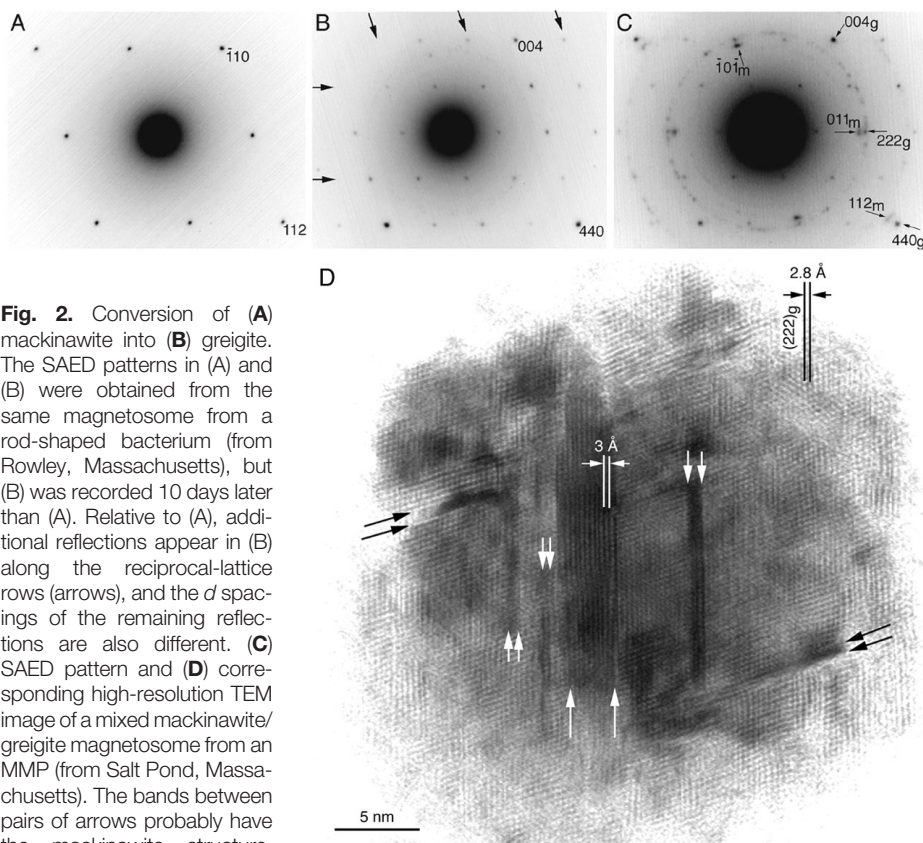 A
1̄10
112
B
004
440
C
004g
1̄01̄m
011m
222g
112m
440g
D
2.8 Å
(222)g
3 Å
5 nm
Fig. 2. Conversion of (A)
mackinawite into (B) greigite.
The SAED patterns in (A) and
(B) were obtained from the
same magnetosome from a
rod-shaped bacterium (from
Rowley, Massachusetts), but
(B) was recorded 10 days later
than (A). Relative to (A), addi-
tional reflections appear in (B)
along the reciprocal-lattice
rows (arrows), and the d spac-
ings of the remaining reflec-
tions are also different. (C)
SAED pattern and (D) corre-
sponding high-resolution TEM
image of a mixed mackinawite/
greigite magnetosome from an
MMP (from Salt Pond, Massa-
chusetts). The bands between
pairs of arrows probably have
the mackinawite structure.